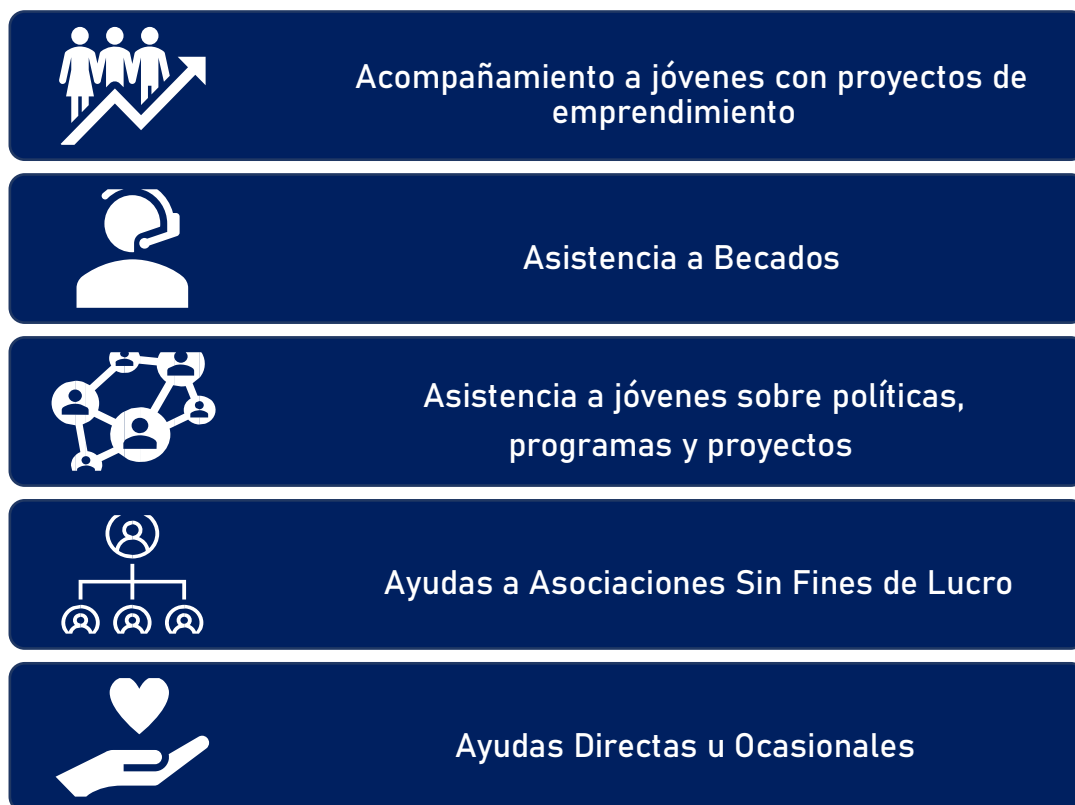 Acompañamiento a jóvenes con proyectos de
emprendimiento
Asistencia a Becados
Asistencia a jóvenes sobre políticas,
programas y proyectos
Ayudas a Asociaciones Sin Fines de Lucro
Ayudas Directas u Ocasionales